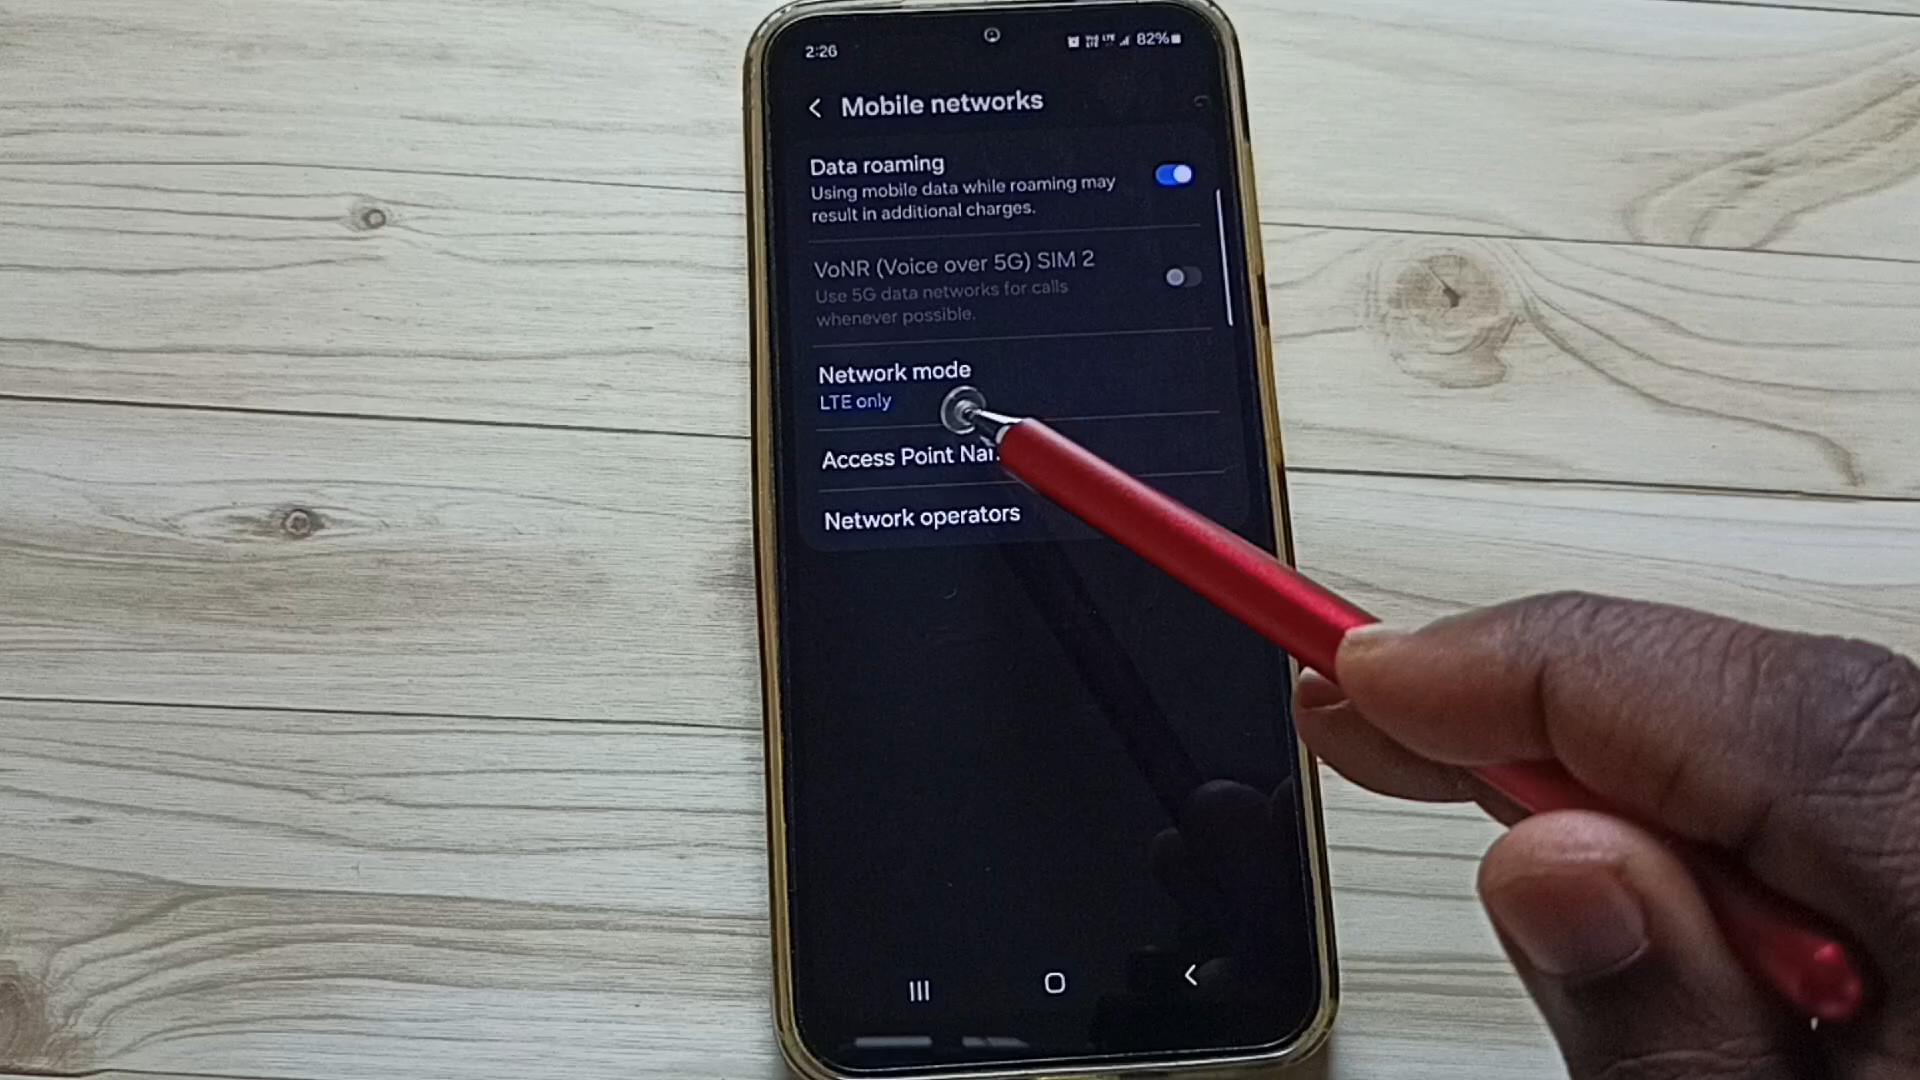 2:26
82%
Mobile networks
Data roaming
Using mobile data while roaming may
result in additional charges.
VoNR (Voice over 5G) SIM 2
Use 5G data networks for calls
whenever possible.
Network mode
LTE only
Access Point
Network operators